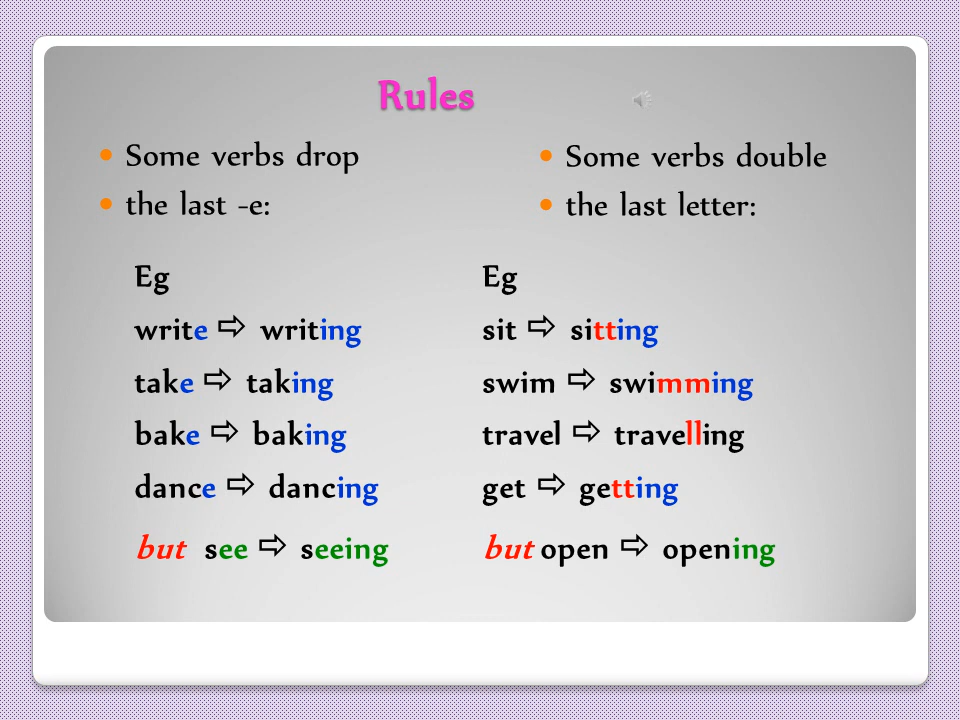 Rules
• Some verbs drop
• the last -e:
Eg
write ⇨ writing
take ⇨ taking
bake ⇨ baking
dance ⇨ dancing
but see ⇨ seeing
• Some verbs double
• the last letter:
Eg
sit ⇨ sitting
swim ⇨ swimming
travel ⇨ travelling
get ⇨ getting
but open ⇨ opening